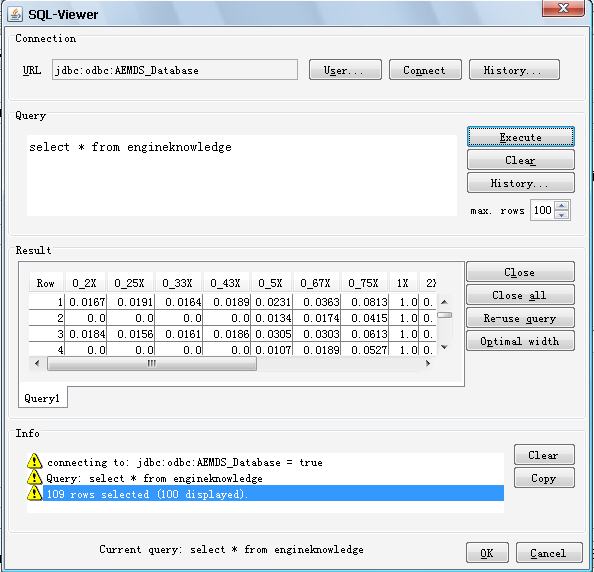 SQL-Viewer
Connection
URL jdbc:odbc:AEMDS_Database User... Connect History...
Query
select * from engineknowledge
Execute
Clear
History...
max. rows 100
Result
Row 0_2X 0_25X 0_33X 0_43X 0_5X 0_67X 0_75X 1X 2X
1 0.0167 0.0191 0.0164 0.0189 0.0231 0.0363 0.0813 1.0 0.
2 0.0 0.0 0.0 0.0 0.0134 0.0174 0.0415 1.0 0.
3 0.0184 0.0156 0.0161 0.0186 0.0305 0.0303 0.0613 1.0 0.
4 0.0 0.0 0.0 0.0 0.0107 0.0189 0.0527 1.0 0.
Close
Close all
Re-use query
Optimal width
Query1
Info
connecting to: jdbc:odbc:AEMDS_Database = true
Query: select * from engineknowledge
109 rows selected (100 displayed).
Clear
Copy
Current query: select * from engineknowledge
OK Cancel